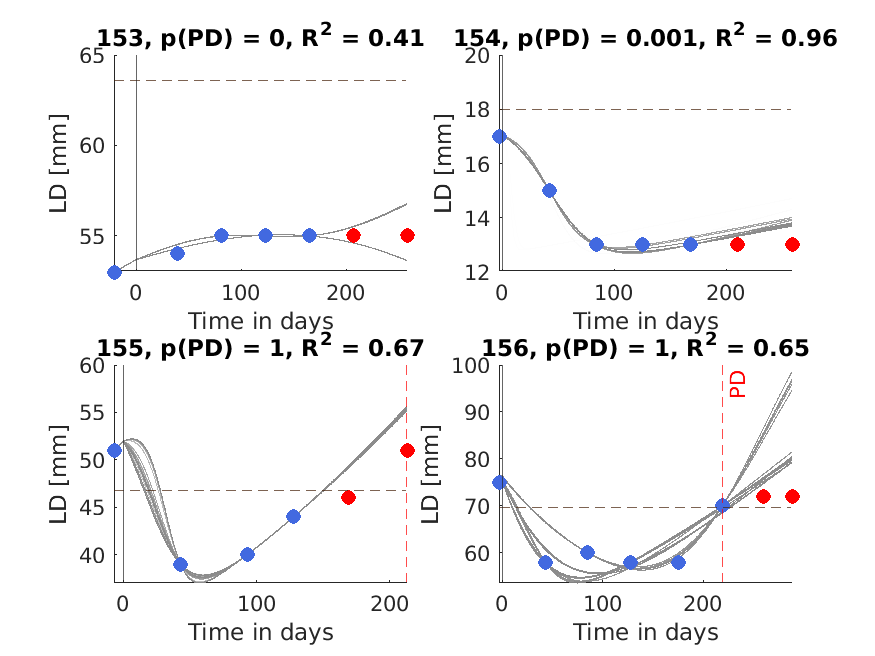 153, p(PD) = 0, R² = 0.41
65
60
55
LD [mm]
0
100
200
Time in days
154, p(PD) = 0.001, R² = 0.96
20
18
16
14
12
LD [mm]
0
100
200
Time in days
155, p(PD) = 1, R² = 0.67
60
55
50
45
40
LD [mm]
0
100
200
Time in days
156, p(PD) = 1, R² = 0.65
100
90
80
70
60
LD [mm]
PD
0
100
200
Time in days